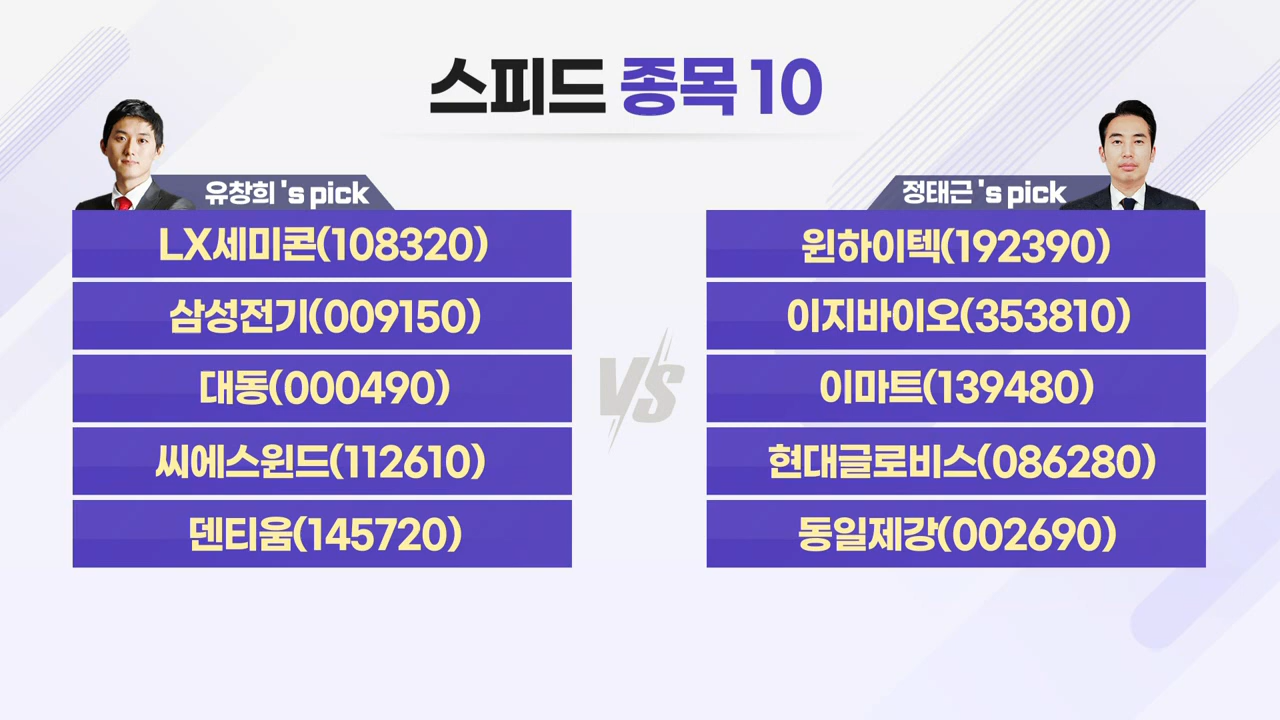 스피드 종목 10
유창희 's pick
LX세미콘(108320)
삼성전기(009150)
대동(000490)
씨에스윈드(112610)
덴티움(145720)
VS
정태근 's pick
윈하이텍(192390)
이지바이오(353810)
이마트(139480)
현대글로비스(086280)
동일제강(002690)